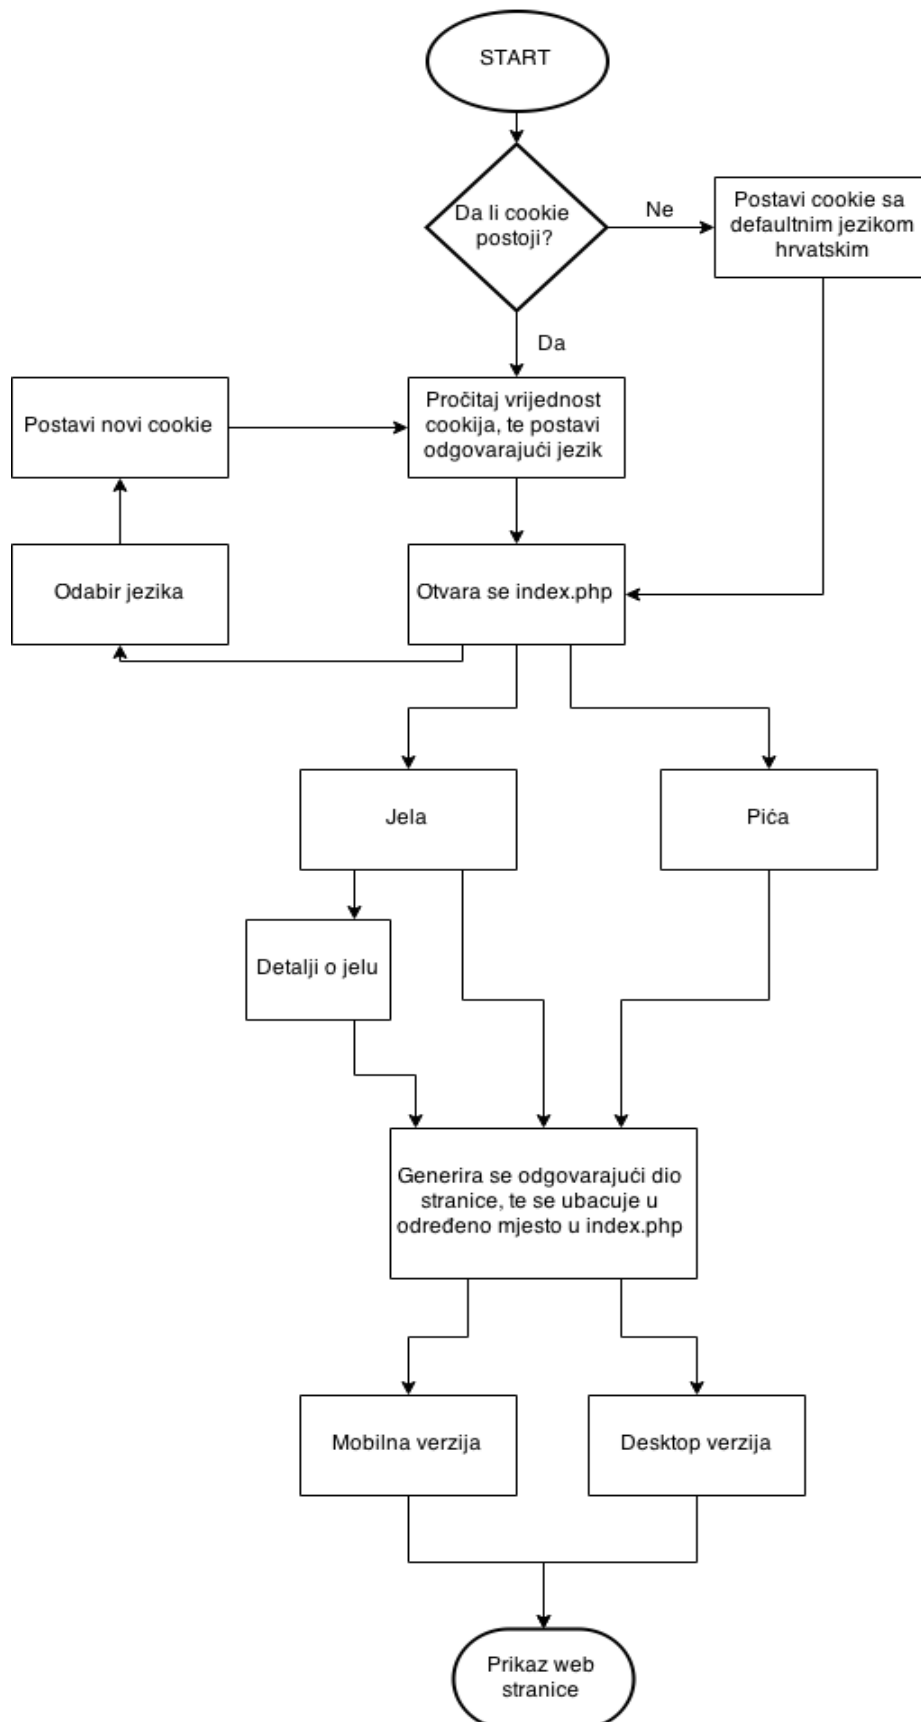 START
Da li cookie
postoji?
Ne
Postavi cookie sa
defaultnim jezikom
hrvatskim
Da
Postavi novi cookie
Pročitaj vrijednost
cookija, te postavi
odgovarajući jezik
Odabir jezika
Otvara se index.php
Jela
Pića
Detalji o jelu
Generira se odgovarajući dio
stranice, te se ubacuje u
određeno mjesto u index.php
Mobilna verzija
Desktop verzija
Prikaz web
stranice